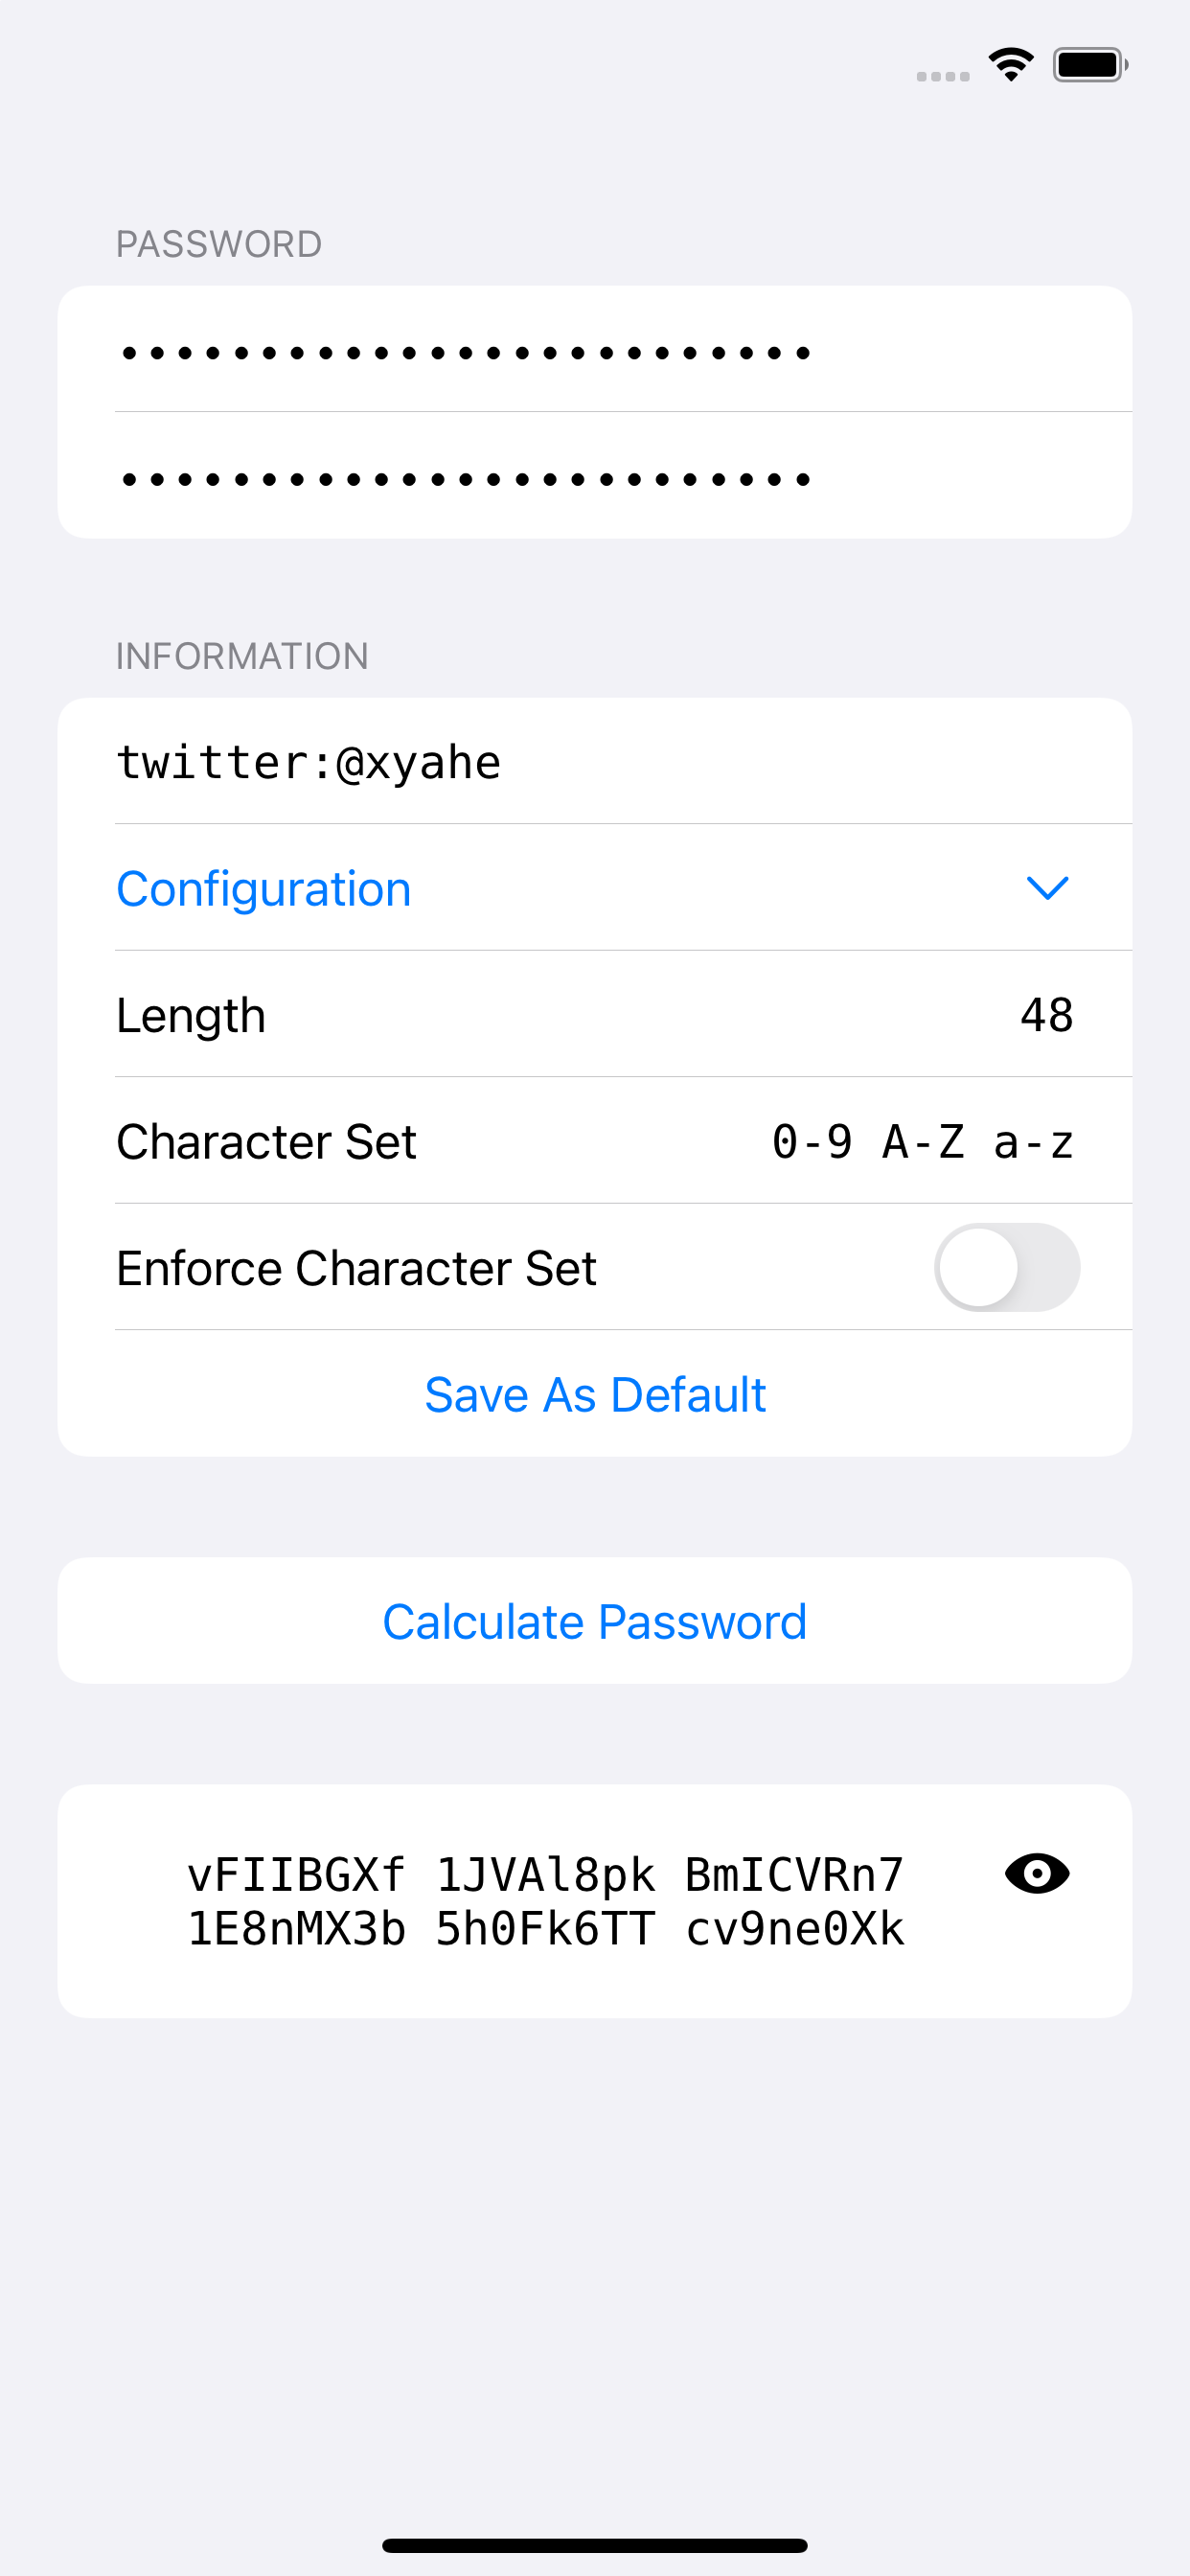 PASSWORD
•••••••••••••••••••••••••
•••••••••••••••••••••••••
INFORMATION
twitter:@xyahe
Configuration
Length 48
Character Set 0-9 A-Z a-z
Enforce Character Set
Save As Default
Calculate Password
vFIIBGXf 1JVAl8pk BmICVRn7
1E8nMX3b 5h0Fk6TT cv9ne0Xk